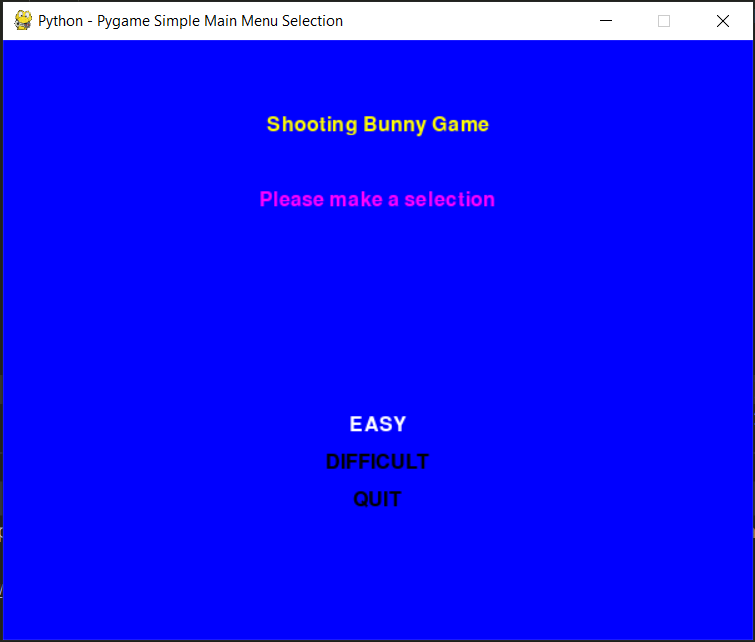 Python - Pygame Simple Main Menu Selection
Shooting Bunny Game
Please make a selection
EASY
DIFFICULT
QUIT